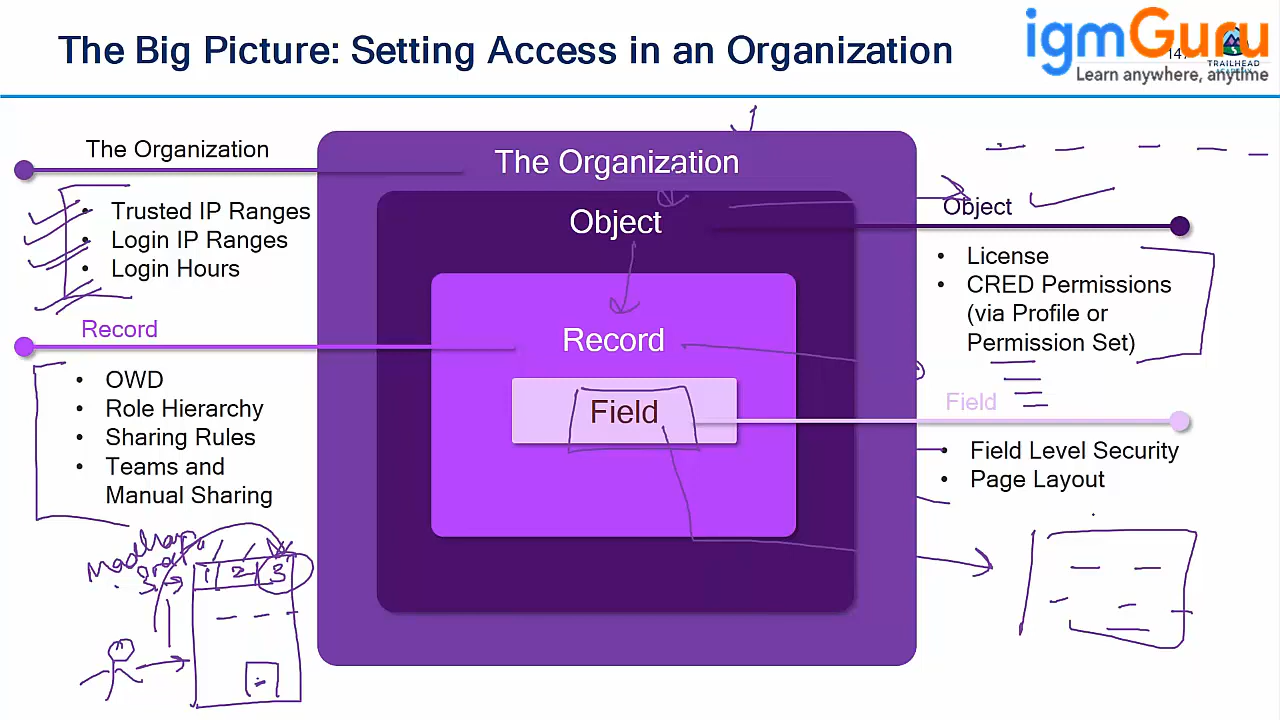 The Big Picture: Setting Access in an Organization
igmGuru
Learn anywhere, anytime
TRAILHEAD
The Organization
Trusted IP Ranges
Login IP Ranges
Login Hours
Record
OWD
Role Hierarchy
Sharing Rules
Teams and
Manual Sharing
The Organization
Object
Record
Field
Object
License
CRED Permissions
(via Profile or
Permission Set)
Field
Field Level Security
Page Layout
1 2 3